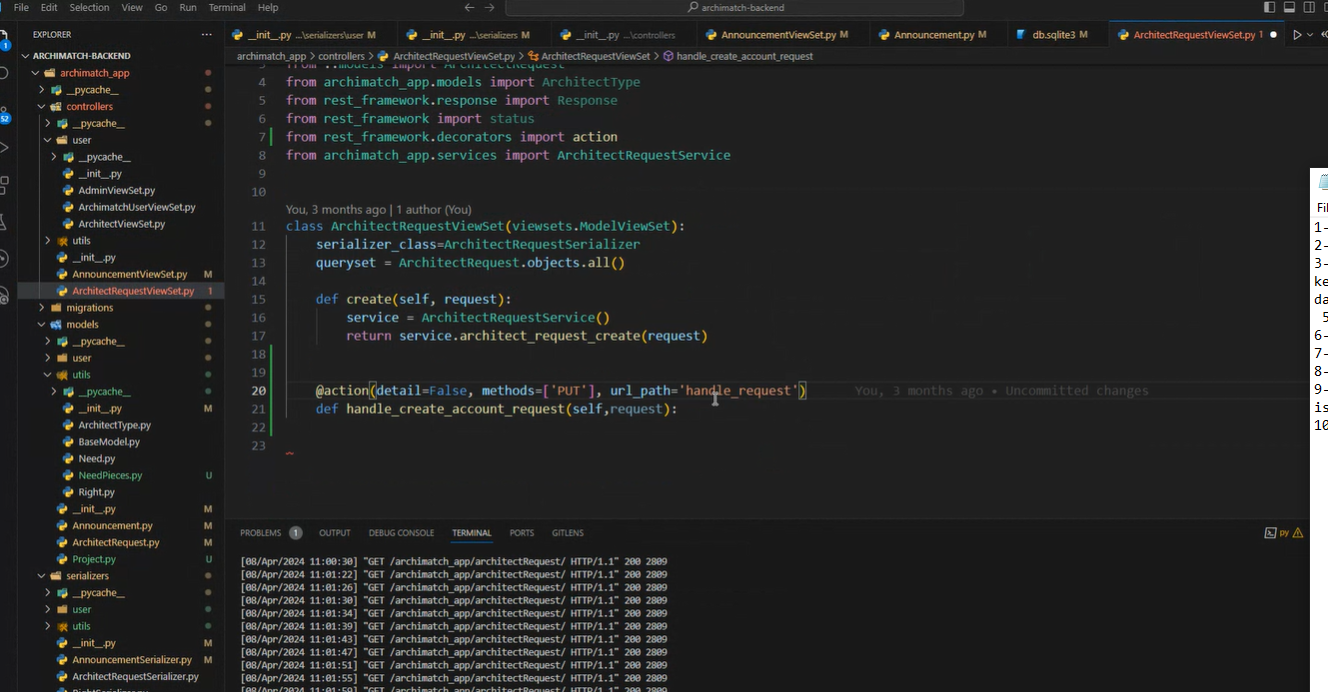 File Edit Selection View Go Run Terminal Help
archimatch-backend
EXPLORER
ARCHIMATCH-BACKEND
archimatch_app
__pycache__
controllers
__pycache__
user
__pycache__
__init__.py
AdminViewSet.py
ArchimatchUserViewSet.py
ArchitectViewSet.py
utils
__init__.py
AnnouncementViewSet.py M
ArchitectRequestViewSet.py 1
migrations
models
__pycache__
user
utils
__pycache__
__init__.py M
ArchitectType.py
BaseModel.py
Need.py
NeedPieces.py U
Right.py
__init__.py M
Announcement.py M
ArchitectRequest.py M
Project.py U
serializers
__pycache__
user
utils
__init__.py M
AnnouncementSerializer.py M
ArchitectRequestSerializer.py
1
52
__init__.py ...\serializers\user M
__init__.py ...\serializers M
__init__.py ...\controllers
AnnouncementViewSet.py M
Announcement.py M
db.sqlite3 M
ArchitectRequestViewSet.py 1
archimatch_app > controllers > ArchitectRequestViewSet.py > ArchitectRequestViewSet > handle_create_account_request
4 from archimatch_app.models import ArchitectType
5 from rest_framework.response import Response
6 from rest_framework import status
7 from rest_framework.decorators import action
8 from archimatch_app.services import ArchitectRequestService
9
10
You, 3 months ago | 1 author (You)
11 class ArchitectRequestViewSet(viewsets.ModelViewSet):
12 serializer_class=ArchitectRequestSerializer
13 queryset = ArchitectRequest.objects.all()
14
15 def create(self, request):
16 service = ArchitectRequestService()
17 return service.architect_request_create(request)
18
19
20 @action(detail=False, methods=['PUT'], url_path='handle_request') You, 3 months ago • Uncommitted changes
21 def handle_create_account_request(self,request):
22
23
PROBLEMS 1 OUTPUT DEBUG CONSOLE TERMINAL PORTS GITLENS
py
[08/Apr/2024 11:00:30] "GET /archimatch_app/architectRequest/ HTTP/1.1" 200 2809
[08/Apr/2024 11:01:22] "GET /archimatch_app/architectRequest/ HTTP/1.1" 200 2809
[08/Apr/2024 11:01:26] "GET /archimatch_app/architectRequest/ HTTP/1.1" 200 2809
[08/Apr/2024 11:01:30] "GET /archimatch_app/architectRequest/ HTTP/1.1" 200 2809
[08/Apr/2024 11:01:34] "GET /archimatch_app/architectRequest/ HTTP/1.1" 200 2809
[08/Apr/2024 11:01:39] "GET /archimatch_app/architectRequest/ HTTP/1.1" 200 2809
[08/Apr/2024 11:01:43] "GET /archimatch_app/architectRequest/ HTTP/1.1" 200 2809
[08/Apr/2024 11:01:47] "GET /archimatch_app/architectRequest/ HTTP/1.1" 200 2809
[08/Apr/2024 11:01:51] "GET /archimatch_app/architectRequest/ HTTP/1.1" 200 2809
[08/Apr/2024 11:01:55] "GET /archimatch_app/architectRequest/ HTTP/1.1" 200 2809
Fi
1-
2-
3-
ke
da
5
6-
7-
8-
9-
is
10